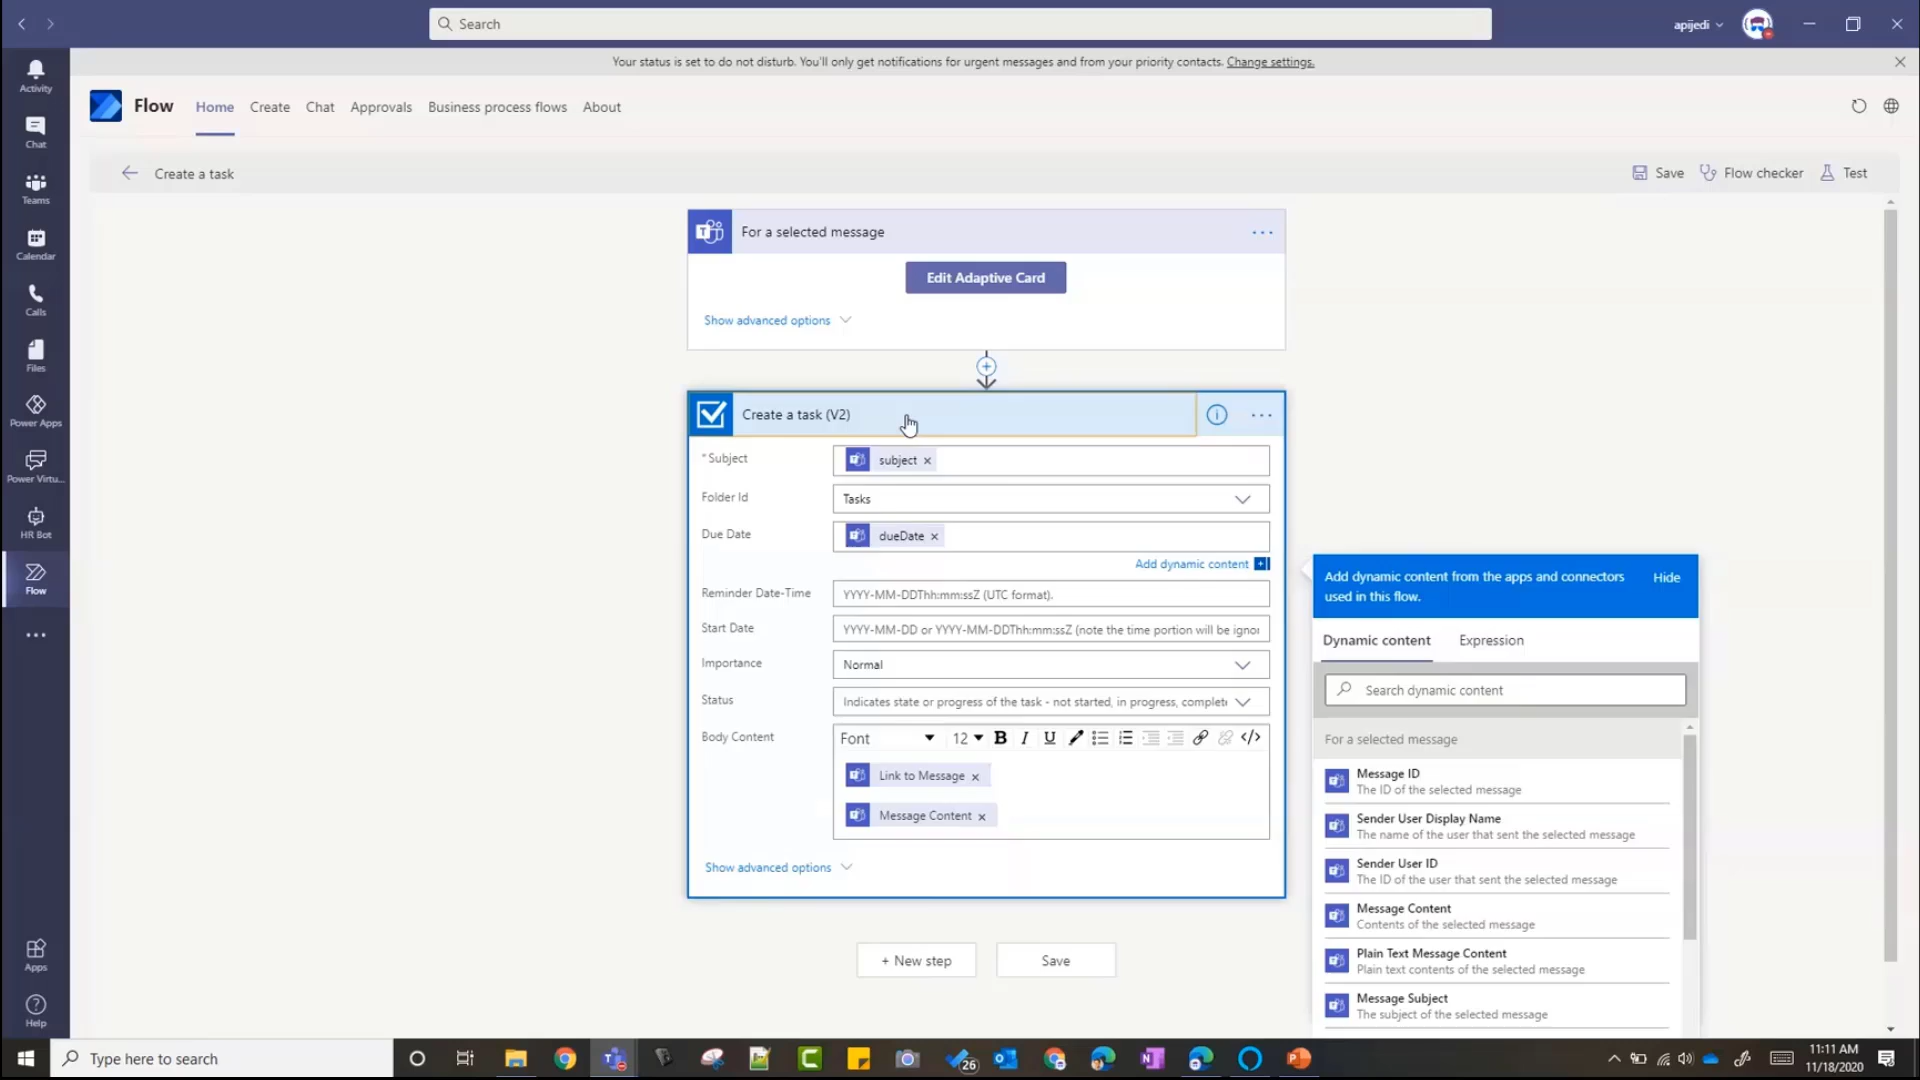 Search
apijedi
Your status is set to do not disturb. You'll only get notifications for urgent messages and from your priority contacts. Change settings.
Activity
Chat
Teams
Calendar
Calls
Files
Power Apps
Power Virtu...
HR Bot
Flow
Apps
Help
Flow Home Create Chat Approvals Business process flows About
Create a task
Save Flow checker Test
For a selected message
Edit Adaptive Card
Show advanced options
Create a task (V2)
* Subject subject
Folder Id Tasks
Due Date dueDate
Add dynamic content
Reminder Date-Time YYYY-MM-DDThh:mm:ssZ (UTC format).
Start Date YYYY-MM-DD or YYYY-MM-DDThh:mm:ssZ (note the time portion will be ignor
Importance Normal
Status Indicates state or progress of the task - not started, in progress, complete
Body Content Font 12 B I U </>
Link to Message
Message Content
Show advanced options
+ New step Save
Add dynamic content from the apps and connectors
used in this flow.
Hide
Dynamic content Expression
Search dynamic content
For a selected message
Message ID
The ID of the selected message
Sender User Display Name
The name of the user that sent the selected message
Sender User ID
The ID of the user that sent the selected message
Message Content
Contents of the selected message
Plain Text Message Content
Plain text contents of the selected message
Message Subject
The subject of the selected message
Type here to search
26
11:11 AM
11/18/2020